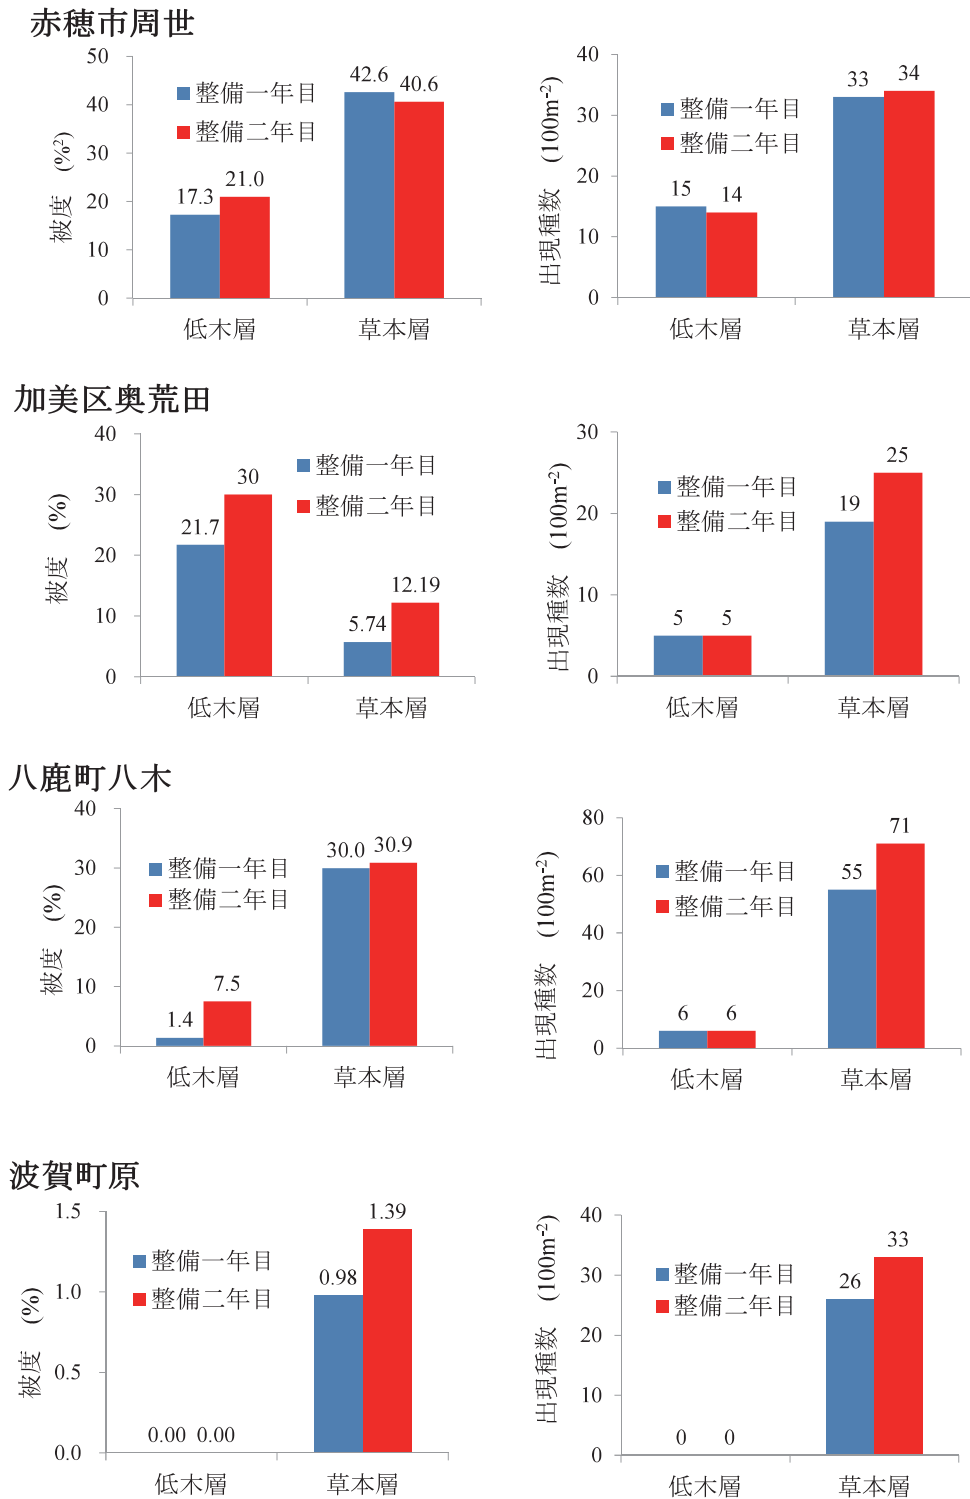 赤穂市周世
50
40
30
20
10
0
被度 (%²)
整備一年目
整備二年目
17.3
21.0
42.6
40.6
低木層
草本層
40
30
20
10
0
出現種数 (100m⁻²)
整備一年目
整備二年目
15
14
33
34
低木層
草本層
加美区奥荒田
40
30
20
10
0
被度 (%)
整備一年目
整備二年目
21.7
30
5.74
12.19
低木層
草本層
30
20
10
0
出現種数 (100m⁻²)
整備一年目
整備二年目
5
5
19
25
低木層
草本層
八鹿町八木
40
30
20
10
0
被度 (%)
整備一年目
整備二年目
1.4
7.5
30.0
30.9
低木層
草本層
80
60
40
20
0
出現種数 (100m⁻²)
整備一年目
整備二年目
6
6
55
71
低木層
草本層
波賀町原
1.5
1.0
0.5
0.0
被度 (%)
整備一年目
整備二年目
0.00
0.00
0.98
1.39
低木層
草本層
40
30
20
10
0
出現種数 (100m⁻²)
整備一年目
整備二年目
0
0
26
33
低木層
草本層